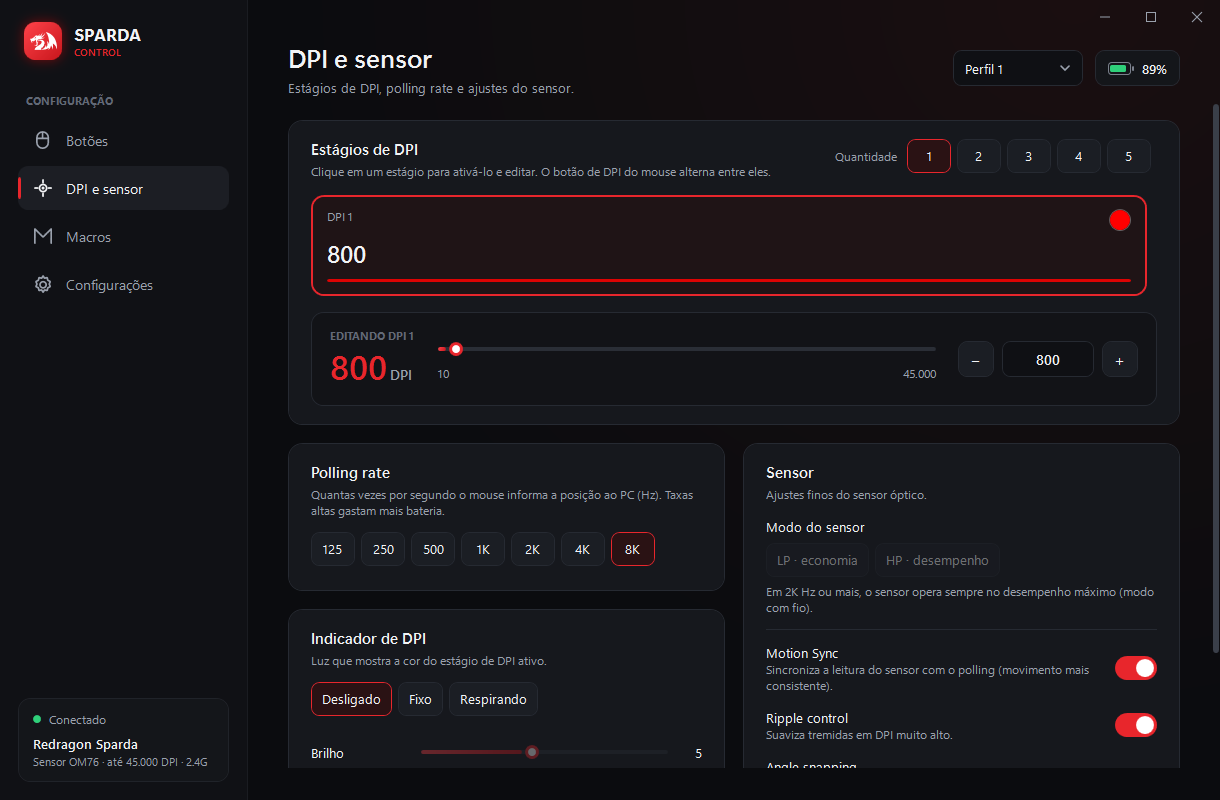 SPARDA
CONTROL
CONFIGURAÇÃO
Botões
DPI e sensor
Macros
Configurações
Conectado
Redragon Sparda
Sensor OM76 · até 45.000 DPI · 2.4G
DPI e sensor
Estágios de DPI, polling rate e ajustes do sensor.
Perfil 1
89%
Estágios de DPI
Clique em um estágio para ativá-lo e editar. O botão de DPI do mouse alterna entre eles.
Quantidade 1 2 3 4 5
DPI 1
800
EDITANDO DPI 1
800 DPI
10 45.000
− 800 +
Polling rate
Quantas vezes por segundo o mouse informa a posição ao PC (Hz). Taxas
altas gastam mais bateria.
125 250 500 1K 2K 4K 8K
Indicador de DPI
Luz que mostra a cor do estágio de DPI ativo.
Desligado Fixo Respirando
Brilho 5
Sensor
Ajustes finos do sensor óptico.
Modo do sensor
LP · economia HP · desempenho
Em 2K Hz ou mais, o sensor opera sempre no desempenho máximo (modo
com fio).
Motion Sync
Sincroniza a leitura do sensor com o polling (movimento mais
consistente).
Ripple control
Suaviza tremidas em DPI muito alto.
Angle snapping